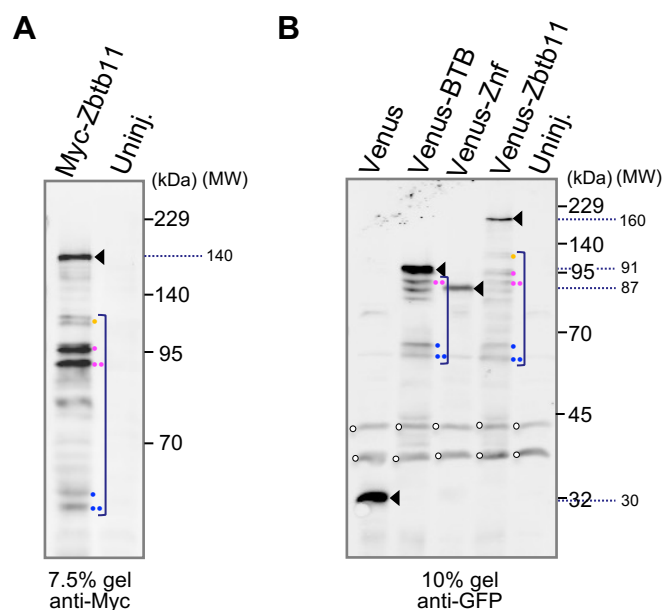 A
Myc-Zbtb11
Uninj.
(kDa) (MW)
229
140
140
95
70
7.5% gel
anti-Myc
B
Venus
Venus-BTB
Venus-Znf
Venus-Zbtb11
Uninj.
(kDa) (MW)
229
160
140
91
95
87
70
45
32
30
10% gel
anti-GFP